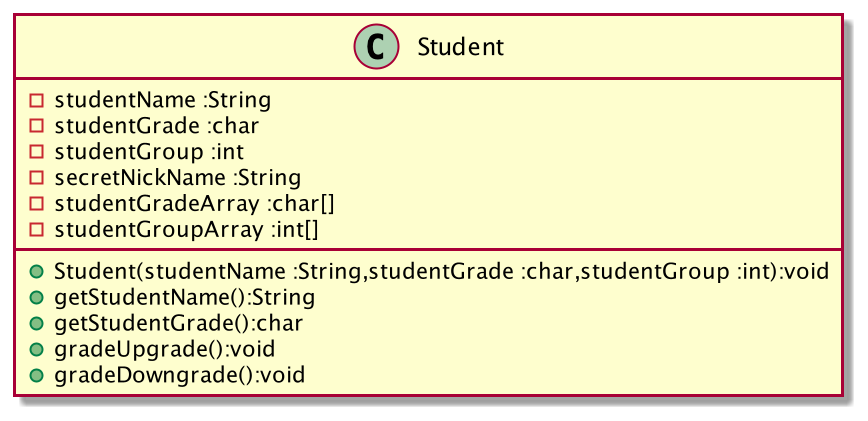 C Student
studentName :String
studentGrade :char
studentGroup :int
secretNickName :String
studentGradeArray :char[]
studentGroupArray :int[]
Student(studentName :String,studentGrade :char,studentGroup :int):void
getStudentName():String
getStudentGrade():char
gradeUpgrade():void
gradeDowngrade():void